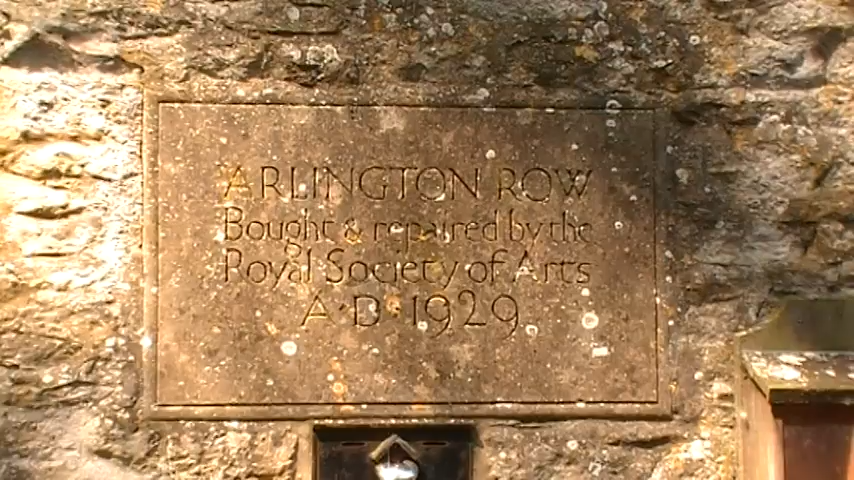 ARLINGTON ROW
Bought & repaired by the
Royal Society of Arts
A·D·1929